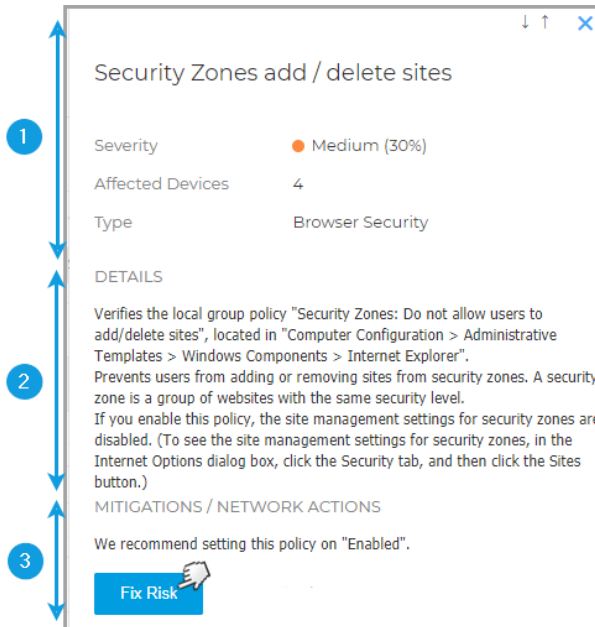 ↓ ↑ ✕
Security Zones add / delete sites
1
Severity Medium (30%)
Affected Devices 4
Type Browser Security
DETAILS
Verifies the local group policy "Security Zones: Do not allow users to
add/delete sites", located in "Computer Configuration > Administrative
Templates > Windows Components > Internet Explorer".
2
Prevents users from adding or removing sites from security zones. A security
zone is a group of websites with the same security level.
If you enable this policy, the site management settings for security zones are
disabled. (To see the site management settings for security zones, in the
Internet Options dialog box, click the Security tab, and then click the Sites
button.)
MITIGATIONS / NETWORK ACTIONS
We recommend setting this policy on "Enabled".
3
Fix Risk